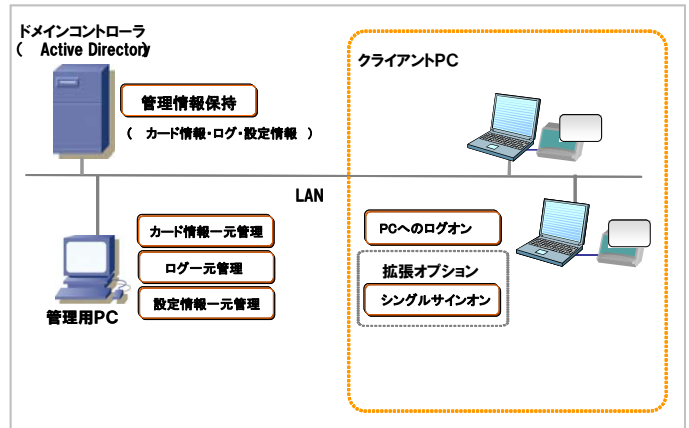 ドメインコントローラ
( Active Directory)
管理情報保持
( カード情報・ログ・設定情報 )
クライアントPC
LAN
カード情報一元管理
ログ一元管理
設定情報一元管理
管理用PC
PCへのログオン
拡張オプション
シングルサインオン